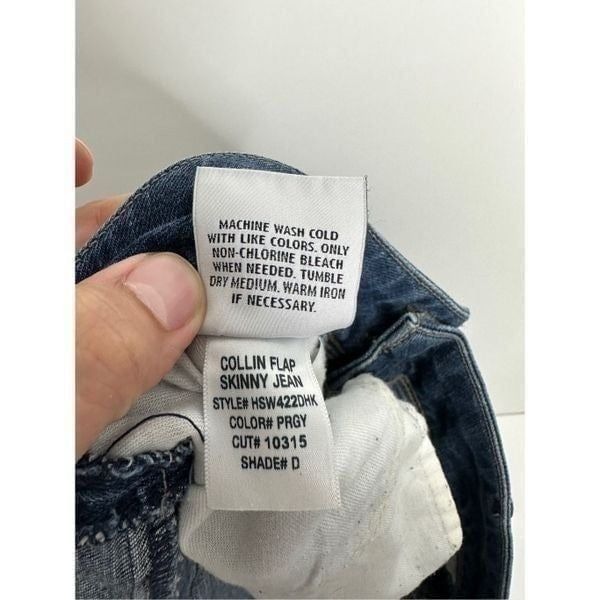 MACHINE WASH COLD
WITH LIKE COLORS. ONLY
NON-CHLORINE BLEACH
WHEN NEEDED. TUMBLE
DRY MEDIUM. WARM IRON
IF NECESSARY.
COLLIN FLAP
SKINNY JEAN
STYLE# HSW422DHK
COLOR# PRGY
CUT# 10315
SHADE# D